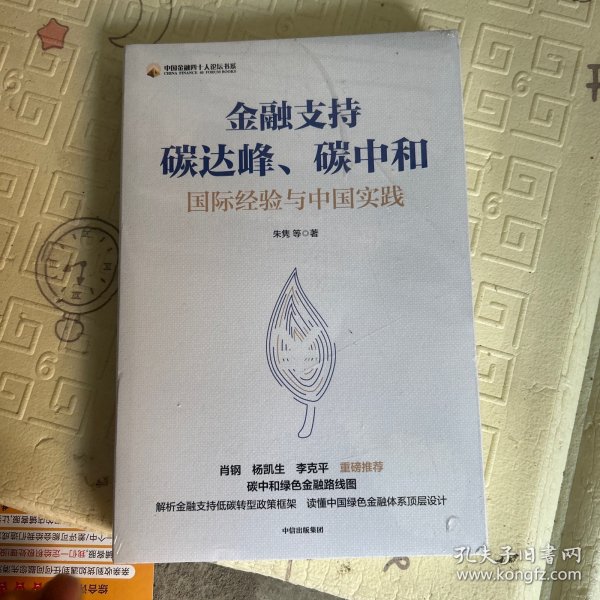 中国金融四十人论坛书系
CHINA FINANCE 40 FORUM BOOKS
金融支持
碳达峰、碳中和
国际经验与中国实践
朱隽 等◎著
肖钢 杨凯生 李克平 重磅推荐
碳中和绿色金融路线图
解析金融支持低碳转型政策框架 读懂中国绿色金融体系顶层设计
中信出版集团
孔夫子旧书网
www.kongfz.com